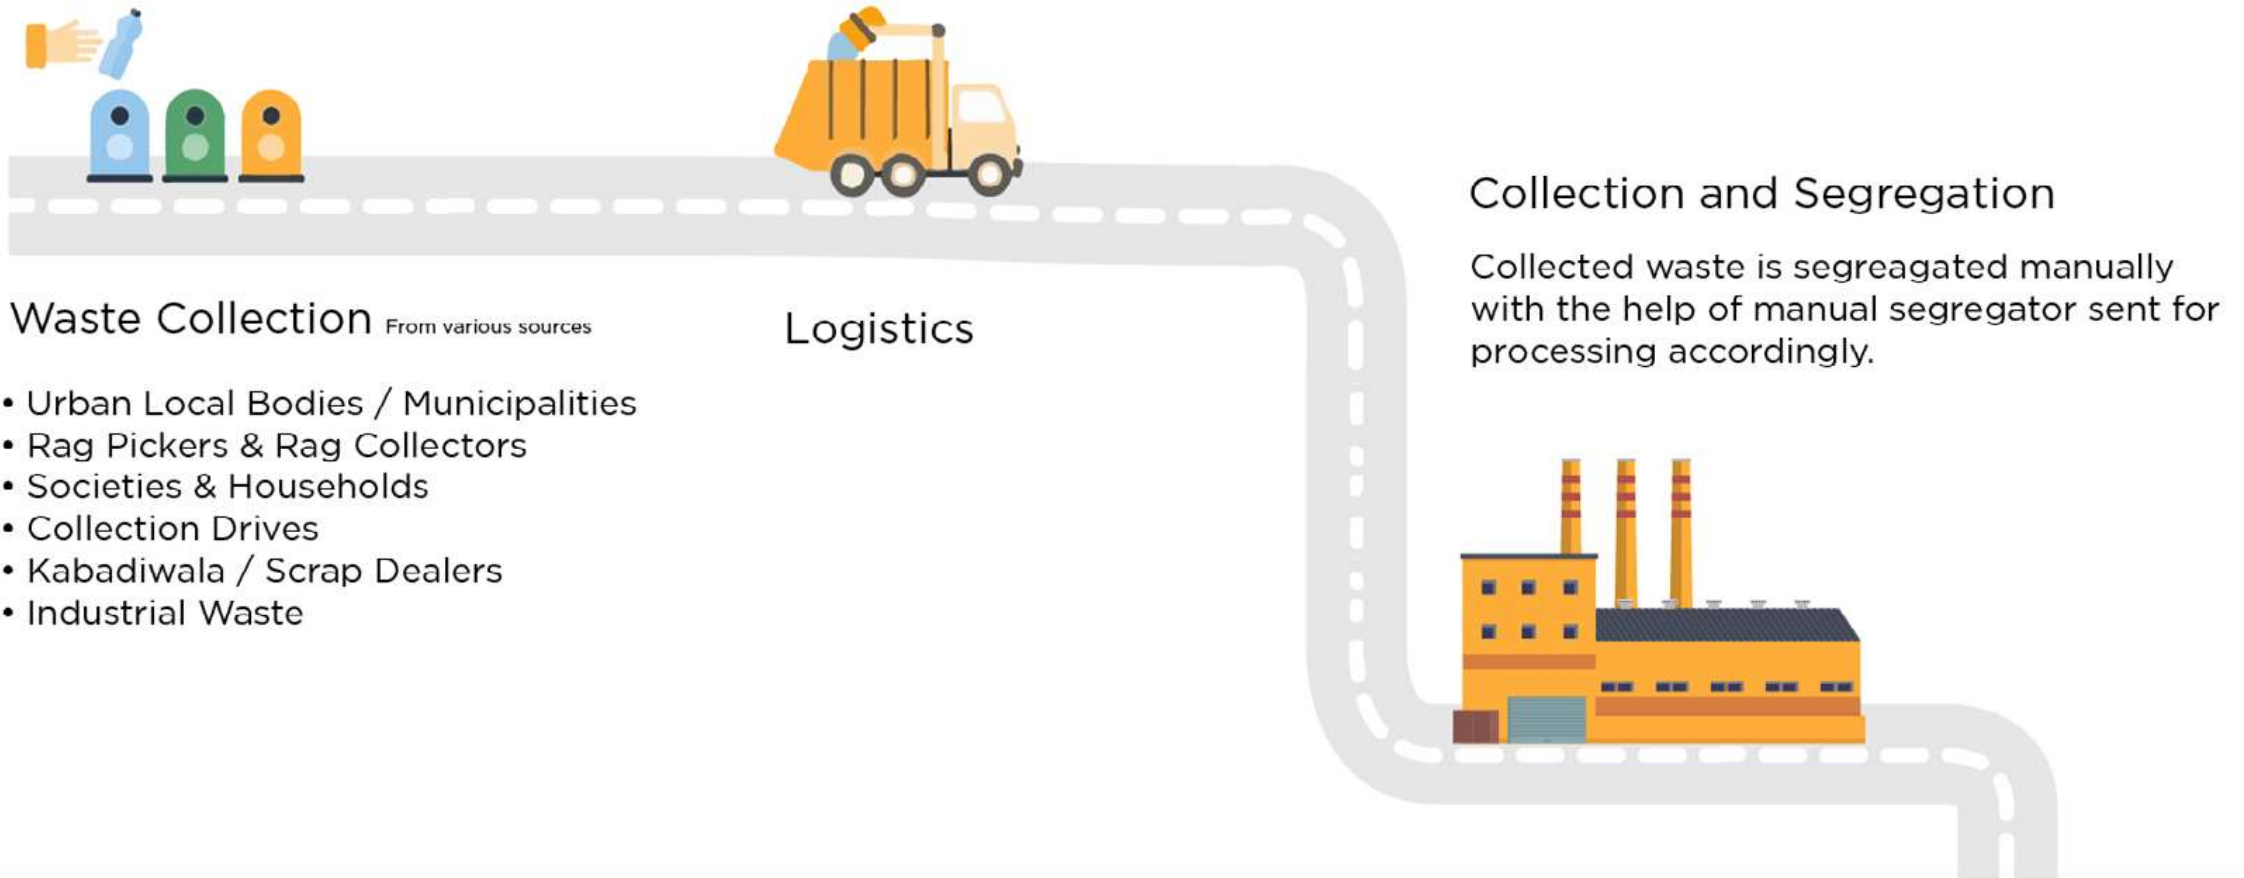 Waste Collection From various sources
• Urban Local Bodies / Municipalities
• Rag Pickers & Rag Collectors
• Societies & Households
• Collection Drives
• Kabadiwala / Scrap Dealers
• Industrial Waste
Logistics
Collection and Segregation
Collected waste is segreagated manually
with the help of manual segregator sent for
processing accordingly.